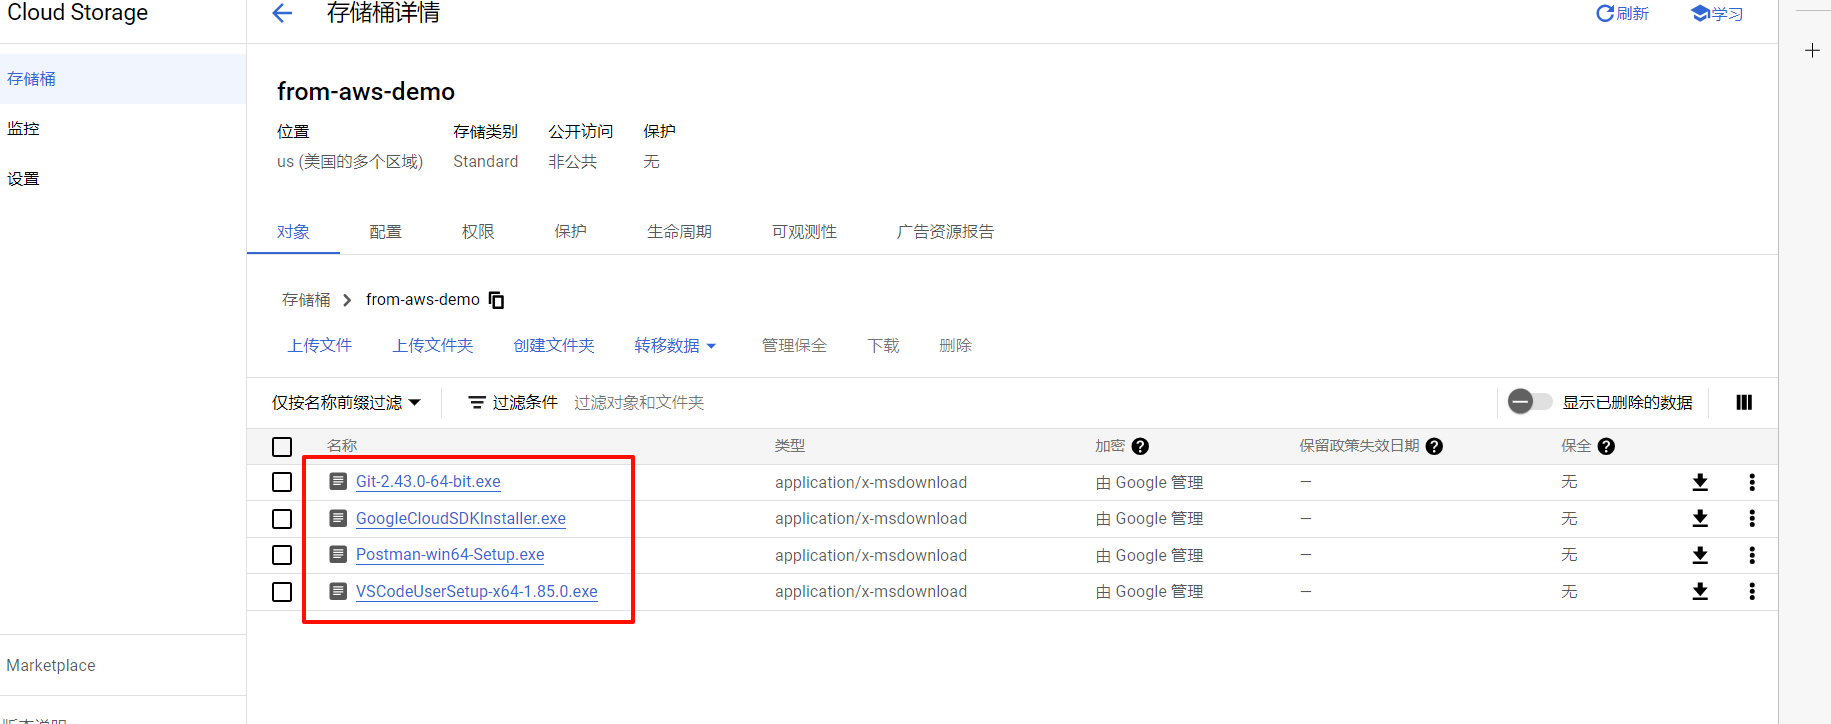 Cloud Storage
存储桶详情
刷新
学习
存储桶
监控
设置
from-aws-demo
位置 存储类别 公开访问 保护
us (美国的多个区域) Standard 非公共 无
对象 配置 权限 保护 生命周期 可观测性 广告资源报告
存储桶 from-aws-demo
上传文件 上传文件夹 创建文件夹 转移数据 管理保全 下载 删除
仅按名称前缀过滤 过滤条件 过滤对象和文件夹 显示已删除的数据
名称 类型 加密 保留政策失效日期 保全
Git-2.43.0-64-bit.exe application/x-msdownload 由 Google 管理 — 无
GoogleCloudSDKInstaller.exe application/x-msdownload 由 Google 管理 — 无
Postman-win64-Setup.exe application/x-msdownload 由 Google 管理 — 无
VSCodeUserSetup-x64-1.85.0.exe application/x-msdownload 由 Google 管理 — 无
Marketplace